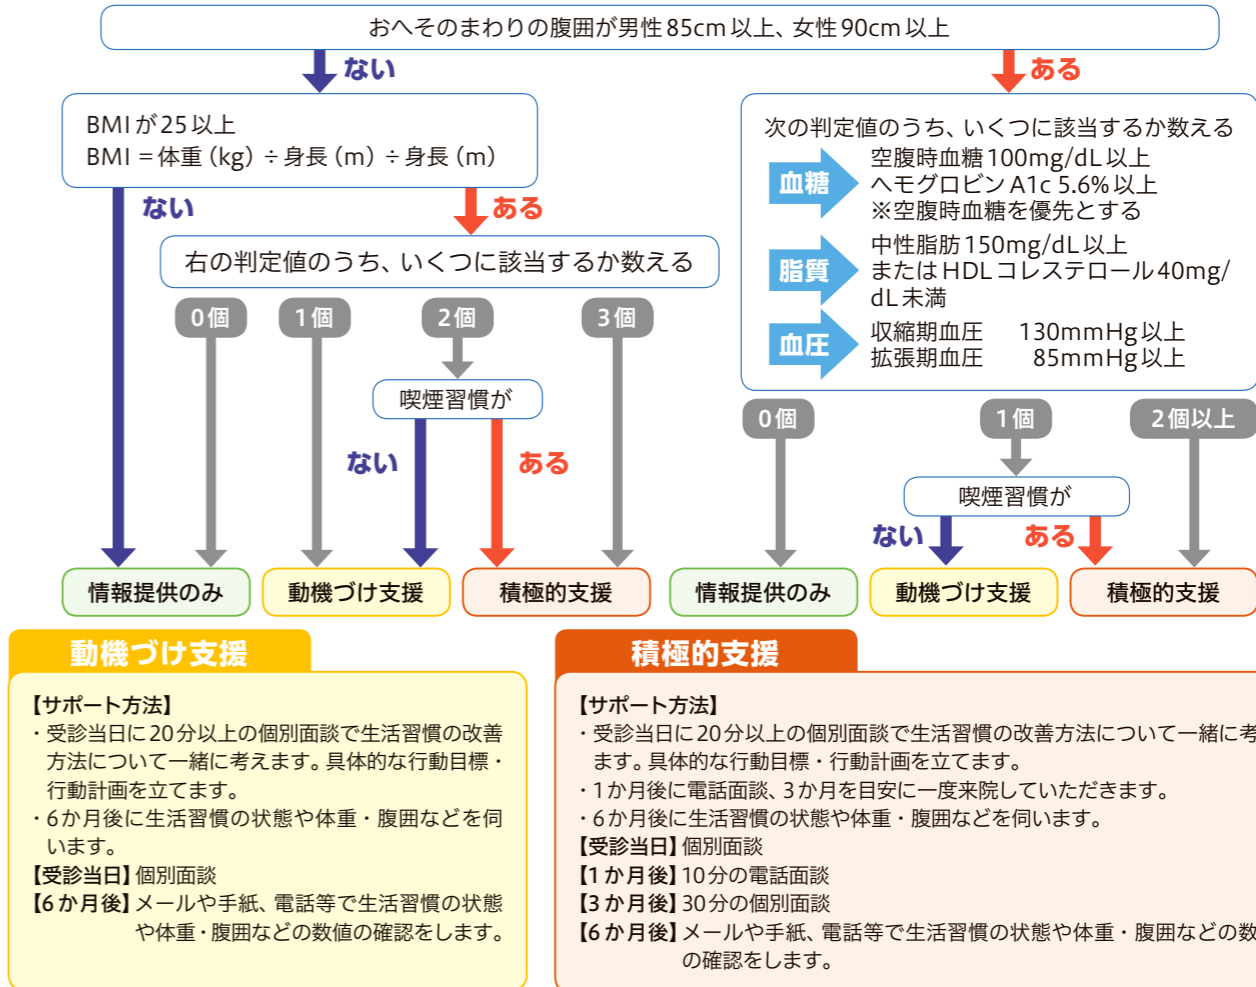 おへそのまわりの腹囲が男性85cm以上、女性90cm以上
ない
ある
BMIが25以上
BMI＝体重（kg）÷身長（m）÷身長（m）
ない
ある
右の判定値のうち、いくつに該当するか数える
0個
1個
2個
3個
喫煙習慣が
ない
ある
次の判定値のうち、いくつに該当するか数える
血糖
空腹時血糖100mg/dL以上
ヘモグロビンA1c 5.6%以上
※空腹時血糖を優先とする
脂質
中性脂肪150mg/dL以上
またはHDLコレステロール40mg/
dL未満
血圧
収縮期血圧　130mmHg以上
拡張期血圧　85mmHg以上
0個
1個
2個以上
喫煙習慣が
ない
ある
情報提供のみ
動機づけ支援
積極的支援
情報提供のみ
動機づけ支援
積極的支援
動機づけ支援
【サポート方法】
・受診当日に20分以上の個別面談で生活習慣の改善
方法について一緒に考えます。具体的な行動目標・
行動計画を立てます。
・6か月後に生活習慣の状態や体重・腹囲などを伺
います。
【受診当日】個別面談
【6か月後】メールや手紙、電話等で生活習慣の状態
や体重・腹囲などの数値の確認をします。
積極的支援
【サポート方法】
・受診当日に20分以上の個別面談で生活習慣の改善方法について一緒に考
ます。具体的な行動目標・行動計画を立てます。
・1か月後に電話面談、3か月を目安に一度来院していただきます。
・6か月後に生活習慣の状態や体重・腹囲などを伺います。
【受診当日】個別面談
【1か月後】10分の電話面談
【3か月後】30分の個別面談
【6か月後】メールや手紙、電話等で生活習慣の状態や体重・腹囲などの数
の確認をします。